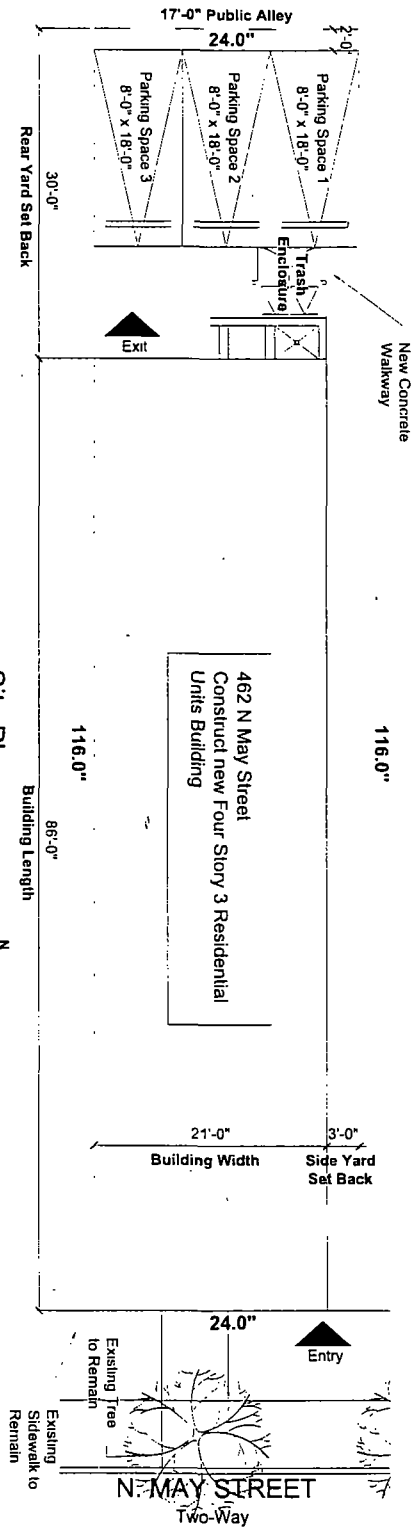 17'-0" Public Alley
24.0"
2'-0"
Parking Space 1
8'-0" x 18'-0"
Parking Space 2
8'-0" x 18'-0"
Parking Space 3
8'-0" x 18'-0"
Trash
Enclosure
New Concrete
Walkway
30'-0"
Rear Yard Set Back
Exit
462 N May Street
Construct new Four Story 3 Residential
Units Building
116.0"
116.0"
86'-0"
Building Length
N
21'-0"
Building Width
3'-0"
Side Yard
Set Back
24.0"
Entry
Existing Tree
to Remain
Existing
Sidewalk to
Remain
N. MAY STREET
Two-Way